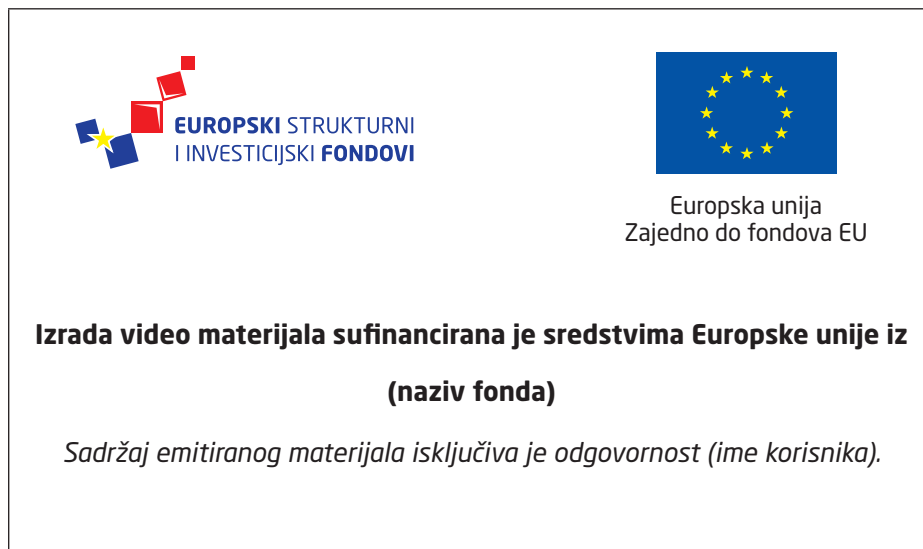 EUROPSKI STRUKTURNI
I INVESTICIJSKI FONDOVI
Europska unija
Zajedno do fondova EU
Izrada video materijala sufinancirana je sredstvima Europske unije iz
(naziv fonda)
Sadržaj emitiranog materijala isključiva je odgovornost (ime korisnika).